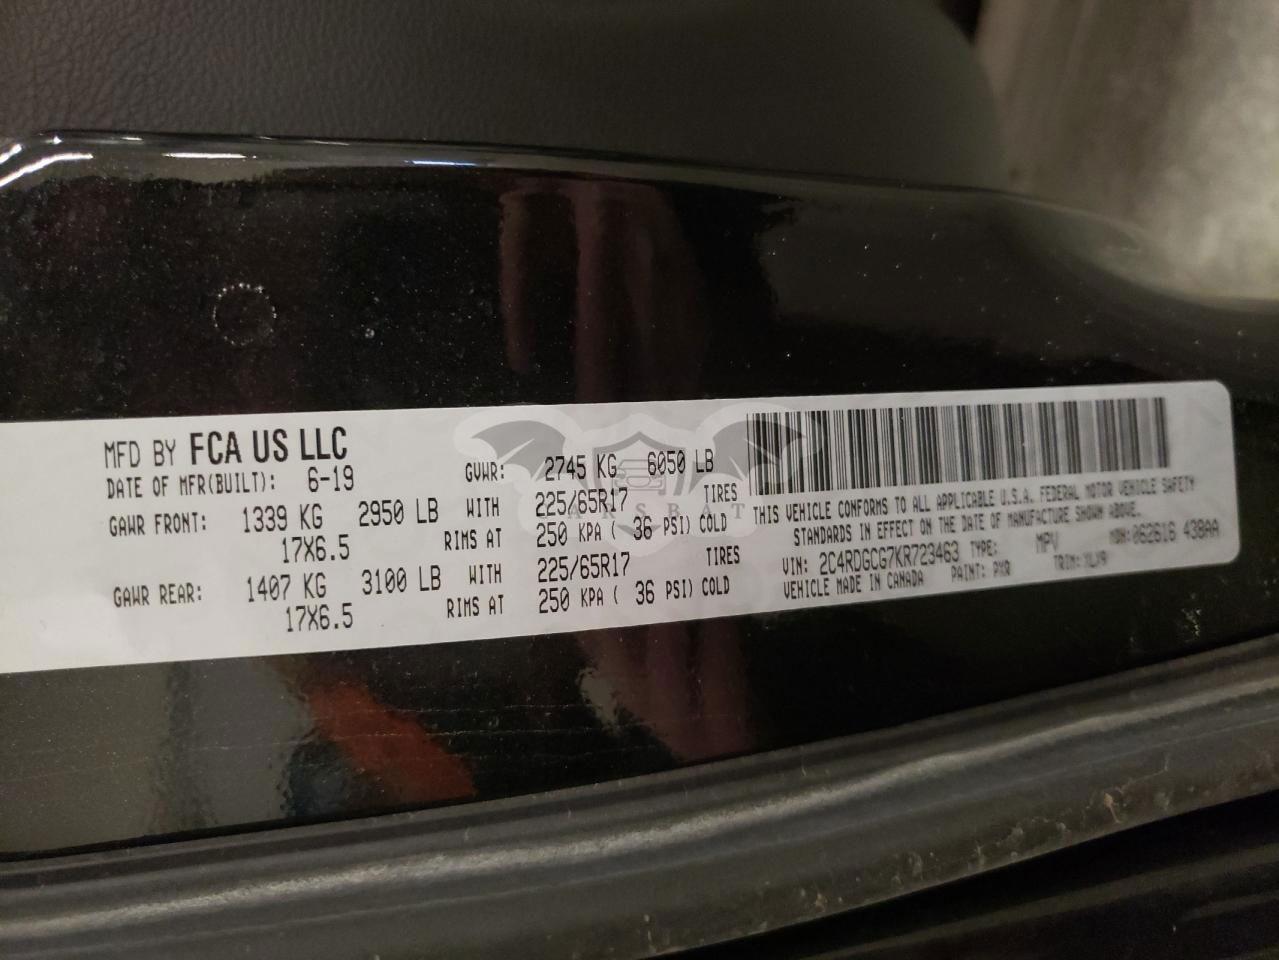 MFD BY FCA US LLC
DATE OF MFR(BUILT): 6-19
GVWR: 2745 KG 6050 LB
GAWR FRONT: 1339 KG 2950 LB WITH 225/65R17 TIRES
17X6.5 RIMS AT 250 KPA ( 36 PSI) COLD
GAWR REAR: 1407 KG 3100 LB WITH 225/65R17 TIRES
17X6.5 RIMS AT 250 KPA ( 36 PSI) COLD
THIS VEHICLE CONFORMS TO ALL APPLICABLE U.S.A. FEDERAL MOTOR VEHICLE SAFETY
STANDARDS IN EFFECT ON THE DATE OF MANUFACTURE SHOWN ABOVE.
VIN: 2C4RDGCG7KR723463 TYPE: MPV MDH: 062616 438AA
VEHICLE MADE IN CANADA PAINT: PXR TRIM: